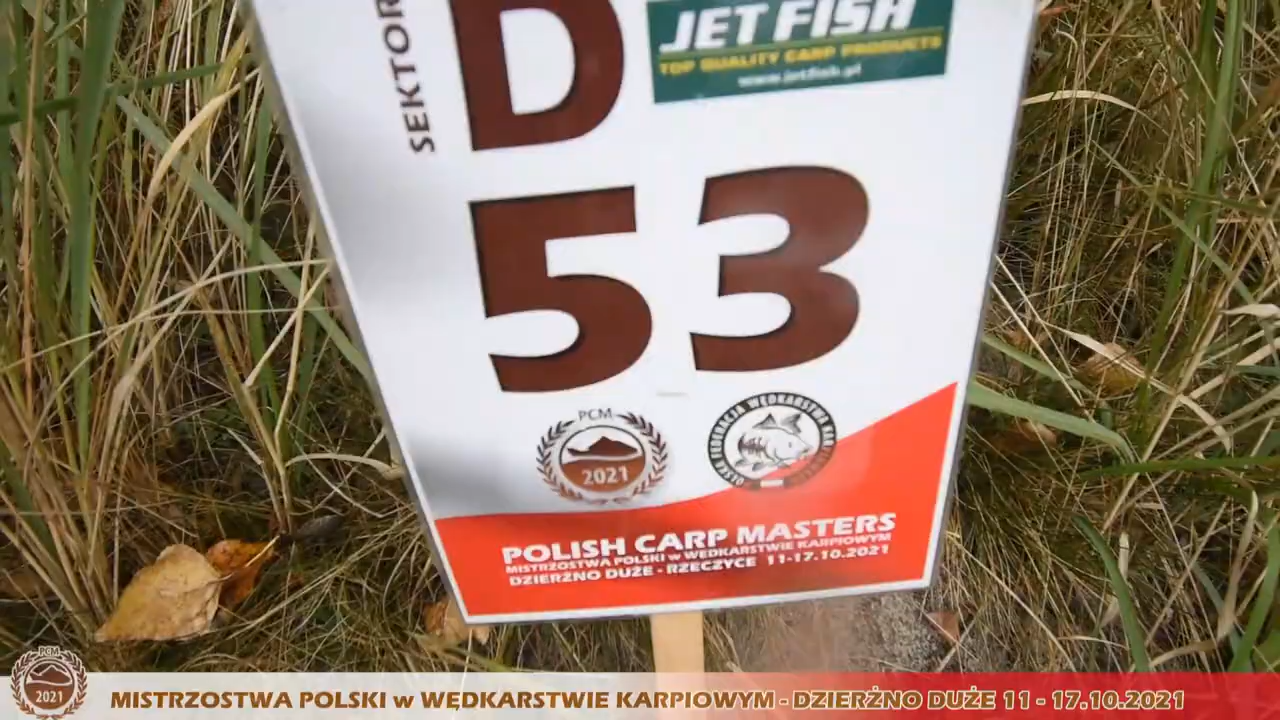 SEKTOR
D
JET FISH
TOP QUALITY CARP PRODUCTS
www.jetfish.pl
53
PCM
2021
FEDERACJA WĘDKARSTWA
POLISH CARP MASTERS
MISTRZOSTWA POLSKI w WĘDKARSTWIE KARPIOWYM
DZIERŻNO DUŻE - RZECZYCE 11-17.10.2021
PCM
2021
MISTRZOSTWA POLSKI w WĘDKARSTWIE KARPIOWYM - DZIERŻNO DUŻE 11 - 17.10.2021